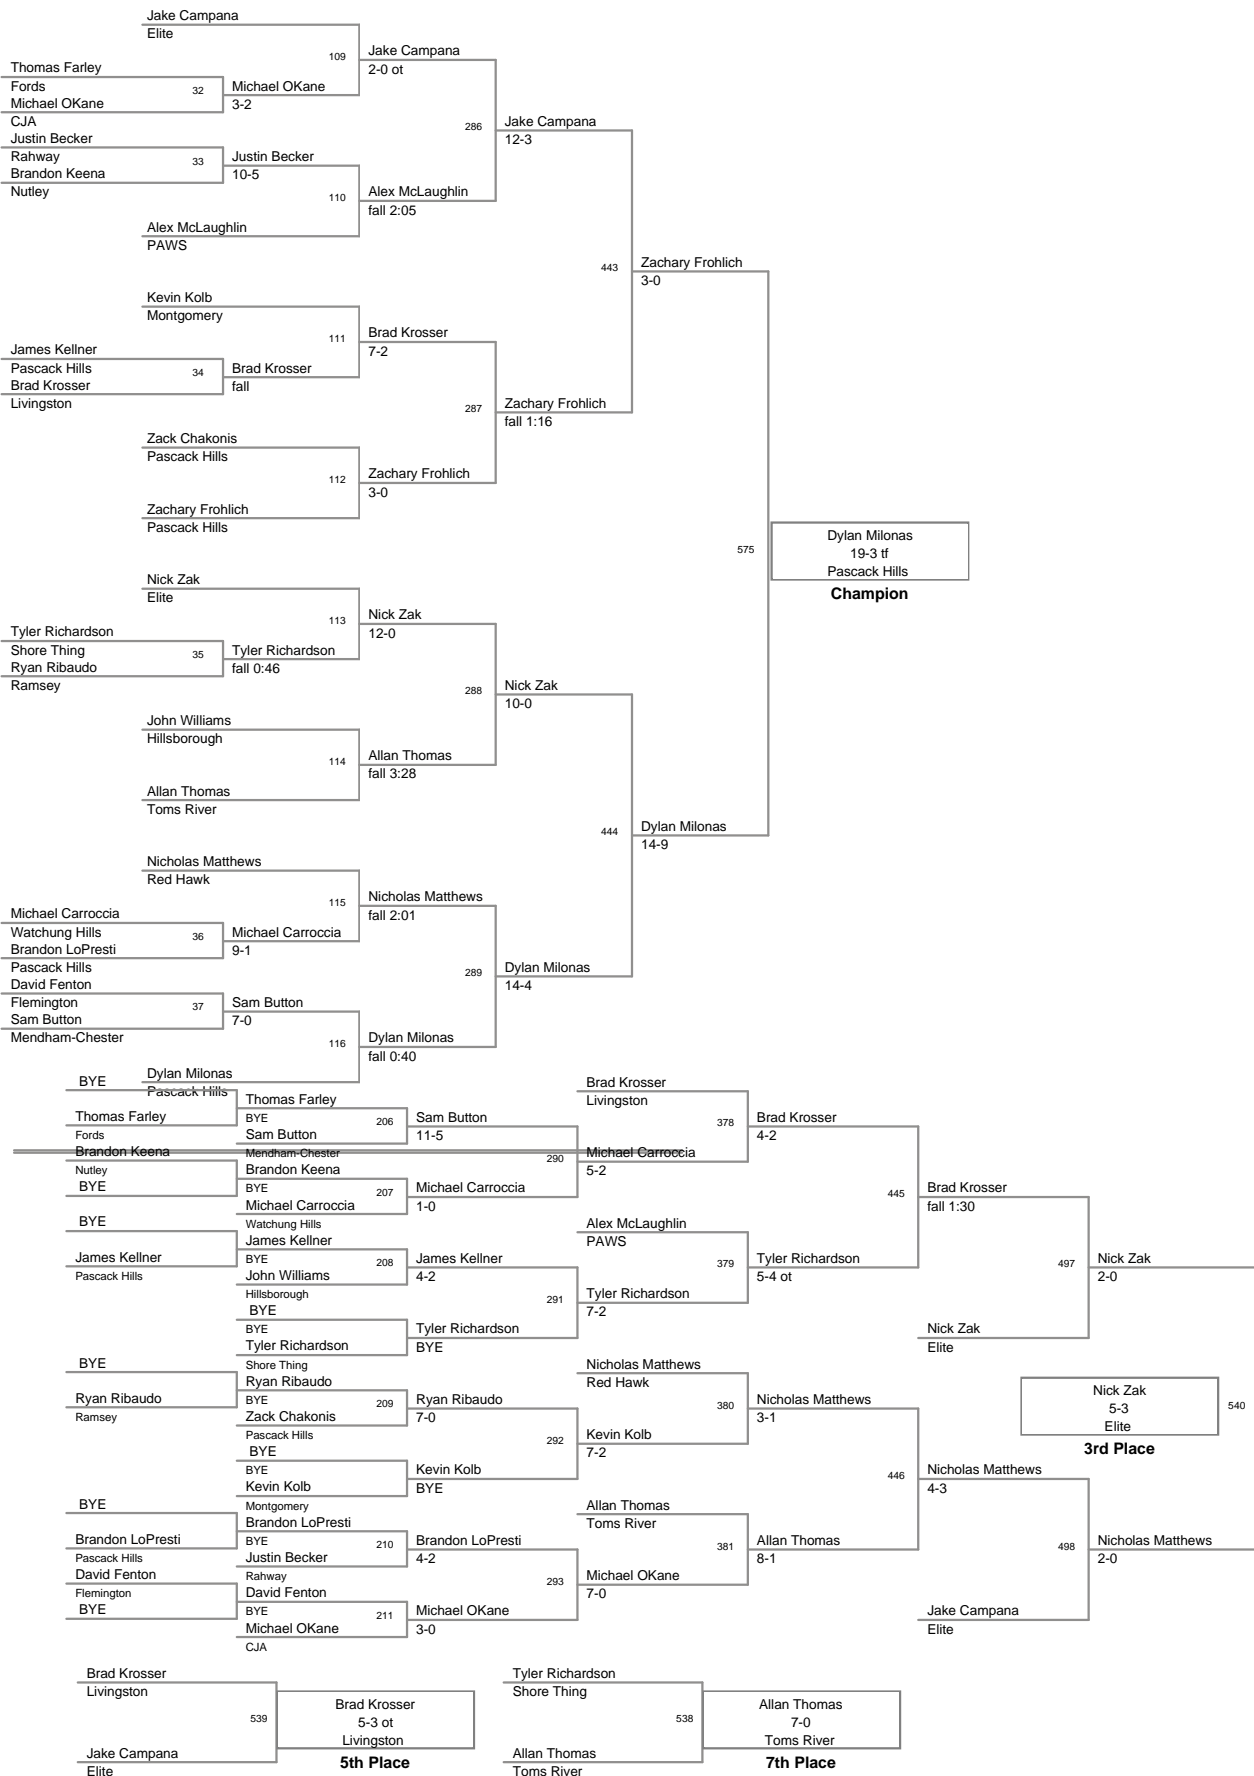 Jake Campana
Elite
109
Jake Campana
2-0 ot
Thomas Farley
Fords
32
Michael OKane
3-2
Michael OKane
CJA
286
Jake Campana
12-3
Justin Becker
Rahway
33
Justin Becker
10-5
Brandon Keena
Nutley
110
Alex McLaughlin
fall 2:05
Alex McLaughlin
PAWS
443
Zachary Frohlich
3-0
Kevin Kolb
Montgomery
111
Brad Krosser
7-2
James Kellner
Pascack Hills
34
Brad Krosser
fall
Brad Krosser
Livingston
287
Zachary Frohlich
fall 1:16
Zack Chakonis
Pascack Hills
112
Zachary Frohlich
3-0
Zachary Frohlich
Pascack Hills
575
Dylan Milonas
19-3 tf
Pascack Hills
Champion
Nick Zak
Elite
113
Nick Zak
12-0
Tyler Richardson
Shore Thing
35
Tyler Richardson
fall 0:46
Ryan Ribaudo
Ramsey
288
Nick Zak
10-0
John Williams
Hillsborough
114
Allan Thomas
fall 3:28
Allan Thomas
Toms River
444
Dylan Milonas
14-9
Nicholas Matthews
Red Hawk
115
Nicholas Matthews
fall 2:01
Michael Carroccia
Watchung Hills
36
Michael Carroccia
9-1
Brandon LoPresti
Pascack Hills
289
Dylan Milonas
14-4
David Fenton
Flemington
37
Sam Button
7-0
Sam Button
Mendham-Chester
116
Dylan Milonas
fall 0:40
Dylan Milonas
Pascack Hills
BYE
Thomas Farley
Fords
Thomas Farley
BYE
206
Sam Button
Mendham-Chester
Sam Button
11-5
Brandon Keena
Nutley
BYE
Brandon Keena
BYE
207
Michael Carroccia
Watchung Hills
Michael Carroccia
1-0
290
Michael Carroccia
5-2
Brad Krosser
Livingston
378
Brad Krosser
4-2
BYE
James Kellner
Pascack Hills
James Kellner
BYE
208
John Williams
Hillsborough
James Kellner
4-2
BYE
BYE
Tyler Richardson
Shore Thing
Tyler Richardson
BYE
291
Tyler Richardson
7-2
Alex McLaughlin
PAWS
379
Tyler Richardson
5-4 ot
445
Brad Krosser
fall 1:30
497
Nick Zak
2-0
Nick Zak
Elite
BYE
Ryan Ribaudo
Ramsey
Ryan Ribaudo
BYE
209
Zack Chakonis
Pascack Hills
Ryan Ribaudo
7-0
BYE
BYE
Kevin Kolb
Montgomery
Kevin Kolb
BYE
292
Kevin Kolb
7-2
Nicholas Matthews
Red Hawk
380
Nicholas Matthews
3-1
Nick Zak
5-3
Elite
540
3rd Place
BYE
Brandon LoPresti
Pascack Hills
Brandon LoPresti
BYE
210
Justin Becker
Rahway
Brandon LoPresti
4-2
David Fenton
Flemington
BYE
David Fenton
BYE
211
Michael OKane
CJA
Michael OKane
3-0
293
Michael OKane
7-0
Allan Thomas
Toms River
381
Allan Thomas
8-1
446
Nicholas Matthews
4-3
498
Nicholas Matthews
2-0
Jake Campana
Elite
Brad Krosser
Livingston
539
Jake Campana
Elite
Brad Krosser
5-3 ot
Livingston
5th Place
Tyler Richardson
Shore Thing
538
Allan Thomas
Toms River
Allan Thomas
7-0
Toms River
7th Place